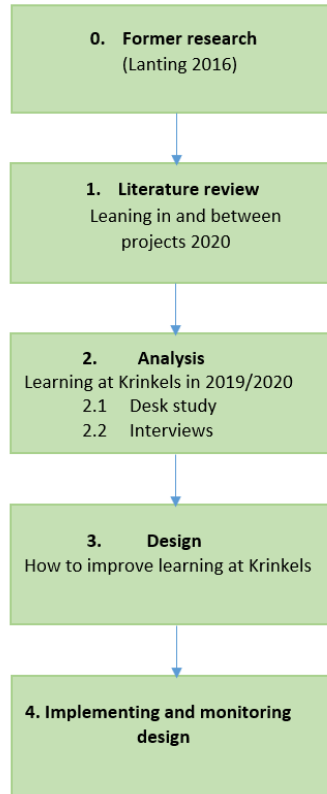 0. Former research
(Lanting 2016)
1. Literature review
Leaning in and between
projects 2020
2. Analysis
Learning at Krinkels in 2019/2020
2.1 Desk study
2.2 Interviews
3. Design
How to improve learning at Krinkels
4. Implementing and monitoring
design